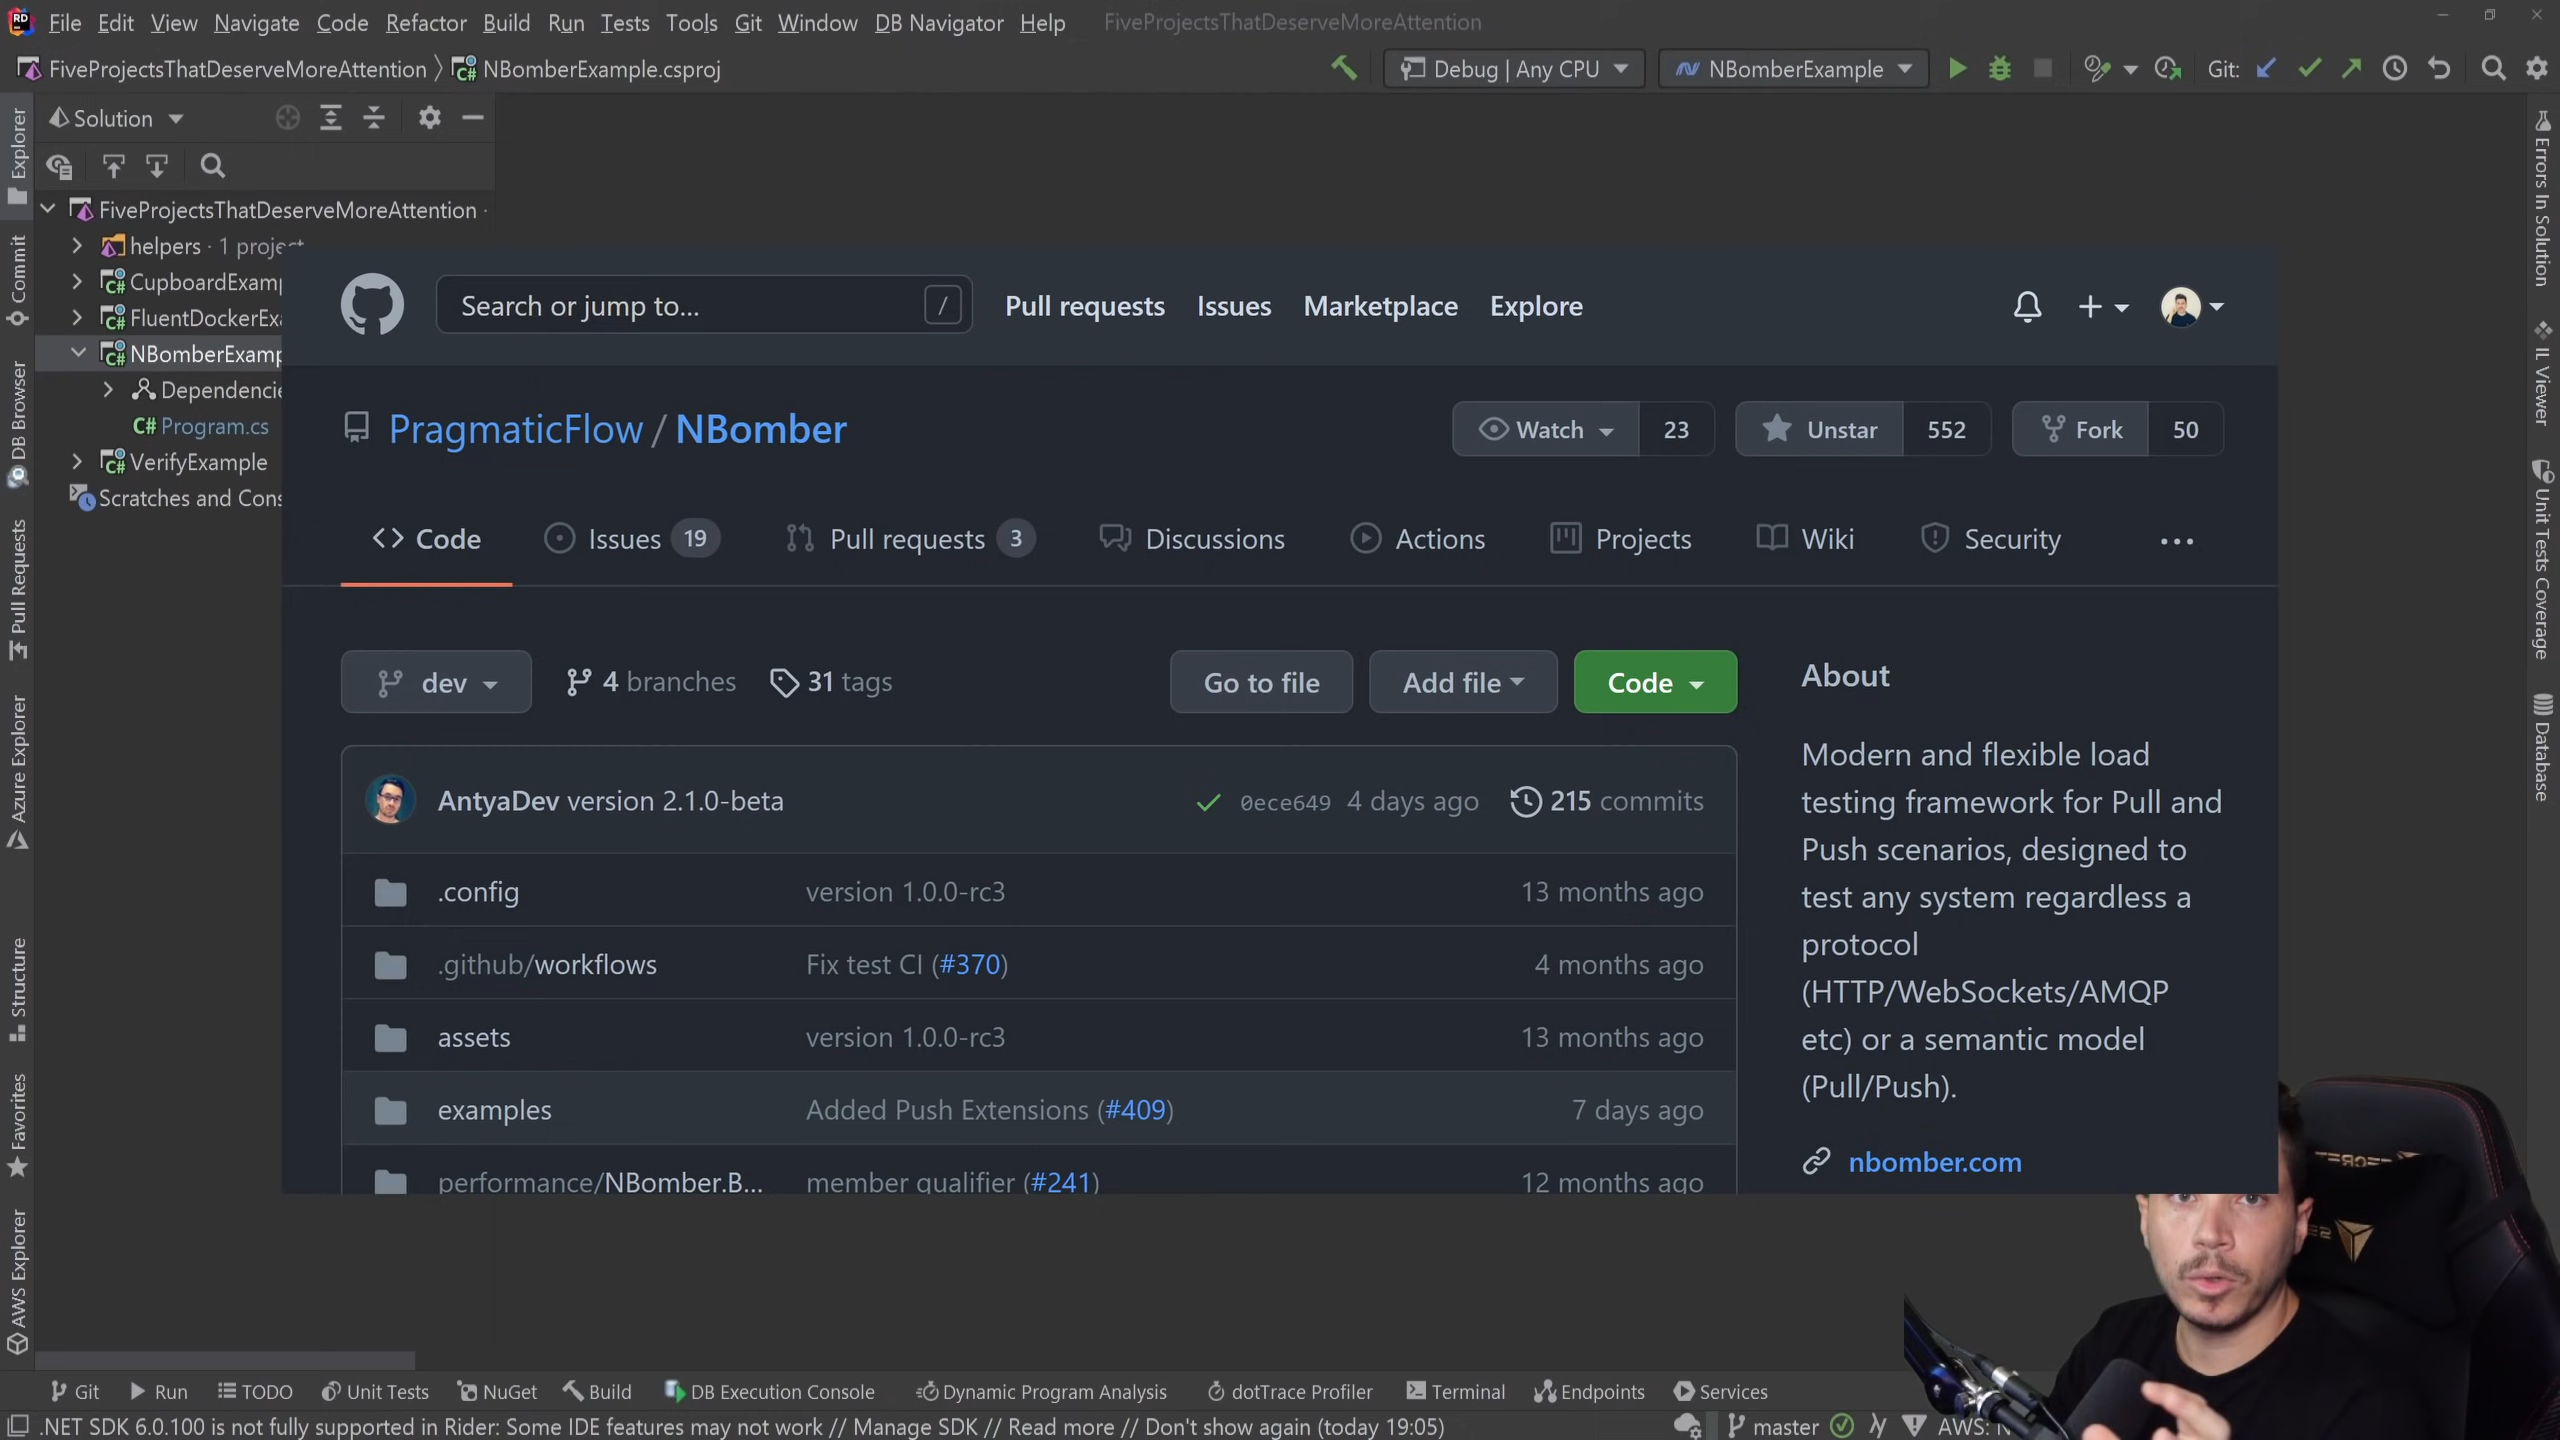 File Edit View Navigate Code Refactor Build Run Tests Tools Git Window DB Navigator Help FiveProjectsThatDeserveMoreAttention
FiveProjectsThatDeserveMoreAttention NBomberExample.csproj Debug | Any CPU NBomberExample Git:
Solution
FiveProjectsThatDeserveMoreAttention
helpers · 1 project
CupboardExamp
FluentDockerExa
NBomberExamp
Dependencie
C# Program.cs
VerifyExample
Scratches and Cons
Explorer
Commit
DB Browser
Pull Requests
Azure Explorer
Structure
Favorites
AWS Explorer
Search or jump to... / Pull requests Issues Marketplace Explore
PragmaticFlow / NBomber Watch 23 Unstar 552 Fork 50
Code Issues 19 Pull requests 3 Discussions Actions Projects Wiki Security ...
dev 4 branches 31 tags Go to file Add file Code
AntyaDev version 2.1.0-beta 0ece649 4 days ago 215 commits
.config version 1.0.0-rc3 13 months ago
.github/workflows Fix test CI (#370) 4 months ago
assets version 1.0.0-rc3 13 months ago
examples Added Push Extensions (#409) 7 days ago
performance/NBomber.B... member qualifier (#241) 12 months ago
About
Modern and flexible load
testing framework for Pull and
Push scenarios, designed to
test any system regardless a
protocol
(HTTP/WebSockets/AMQP
etc) or a semantic model
(Pull/Push).
nbomber.com
Errors In Solution
IL Viewer
Unit Tests Coverage
Database
Git Run TODO Unit Tests NuGet Build DB Execution Console Dynamic Program Analysis dotTrace Profiler Terminal Endpoints Services
.NET SDK 6.0.100 is not fully supported in Rider: Some IDE features may not work // Manage SDK // Read more // Don't show again (today 19:05) master AWS: N